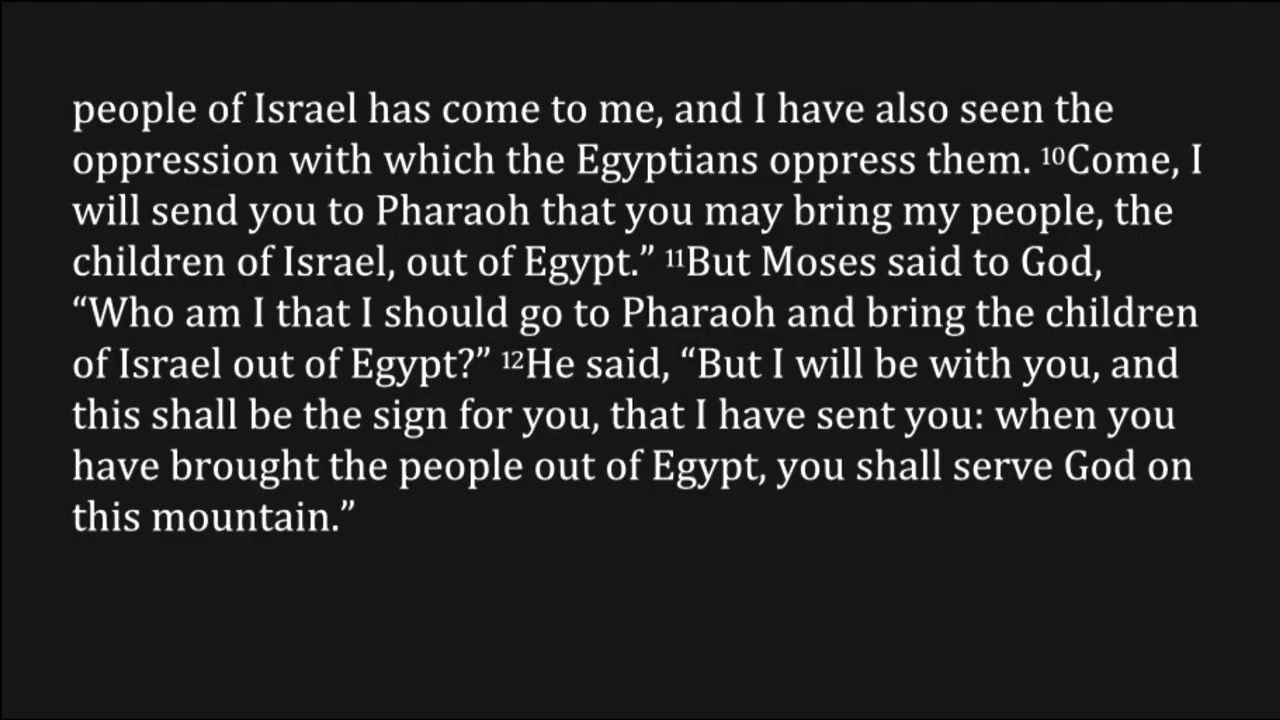 people of Israel has come to me, and I have also seen the
oppression with which the Egyptians oppress them. ¹⁰Come, I
will send you to Pharaoh that you may bring my people, the
children of Israel, out of Egypt.” ¹¹But Moses said to God,
“Who am I that I should go to Pharaoh and bring the children
of Israel out of Egypt?” ¹²He said, “But I will be with you, and
this shall be the sign for you, that I have sent you: when you
have brought the people out of Egypt, you shall serve God on
this mountain.”